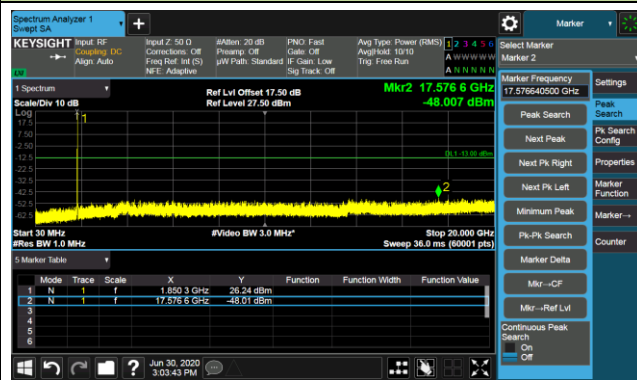 Spectrum Analyzer 1
Swept SA
+
Marker
KEYSIGHT
Input: RF
Coupling: DC
Align: Auto
Input Z: 50 Ω
Corrections: Off
Freq Ref: Int (S)
NFE: Adaptive
#Atten: 20 dB
Preamp: Off
µW Path: Standard
PNO: Fast
Gate: Off
IF Gain: Low
Sig Track: Off
Avg Type: Power (RMS)
Avg|Hold: 10/10
Trig: Free Run
1 2 3 4 5 6
A W W W W W
A N N N N N
Select Marker
Marker 2
1 Spectrum
Scale/Div 10 dB
Ref Lvl Offset 17.50 dB
Ref Level 27.50 dBm
Mkr2 17.576 6 GHz
-48.007 dBm
Log
17.5
7.50
-2.50
-12.5
-22.5
-32.5
-42.5
-52.5
-62.5
1
DL1 -13.00 dBm
2
Start 30 MHz
#Res BW 1.0 MHz
#Video BW 3.0 MHz*
Stop 20.000 GHz
Sweep 36.0 ms (60001 pts)
5 Marker Table
Mode Trace Scale X Y Function Function Width Function Value
1 N 1 f 1.850 3 GHz 26.24 dBm
2 N 1 f 17.576 6 GHz -48.01 dBm
3
4
5
6
Marker Frequency
17.576640500 GHz
Peak Search
Next Peak
Next Pk Right
Next Pk Left
Minimum Peak
Pk-Pk Search
Marker Delta
Mkr→CF
Mkr→Ref Lvl
Continuous Peak
Search
On
Off
Settings
Peak
Search
Pk Search
Config
Properties
Marker
Function
Marker→
Counter
?
Jun 30, 2020
3:03:43 PM